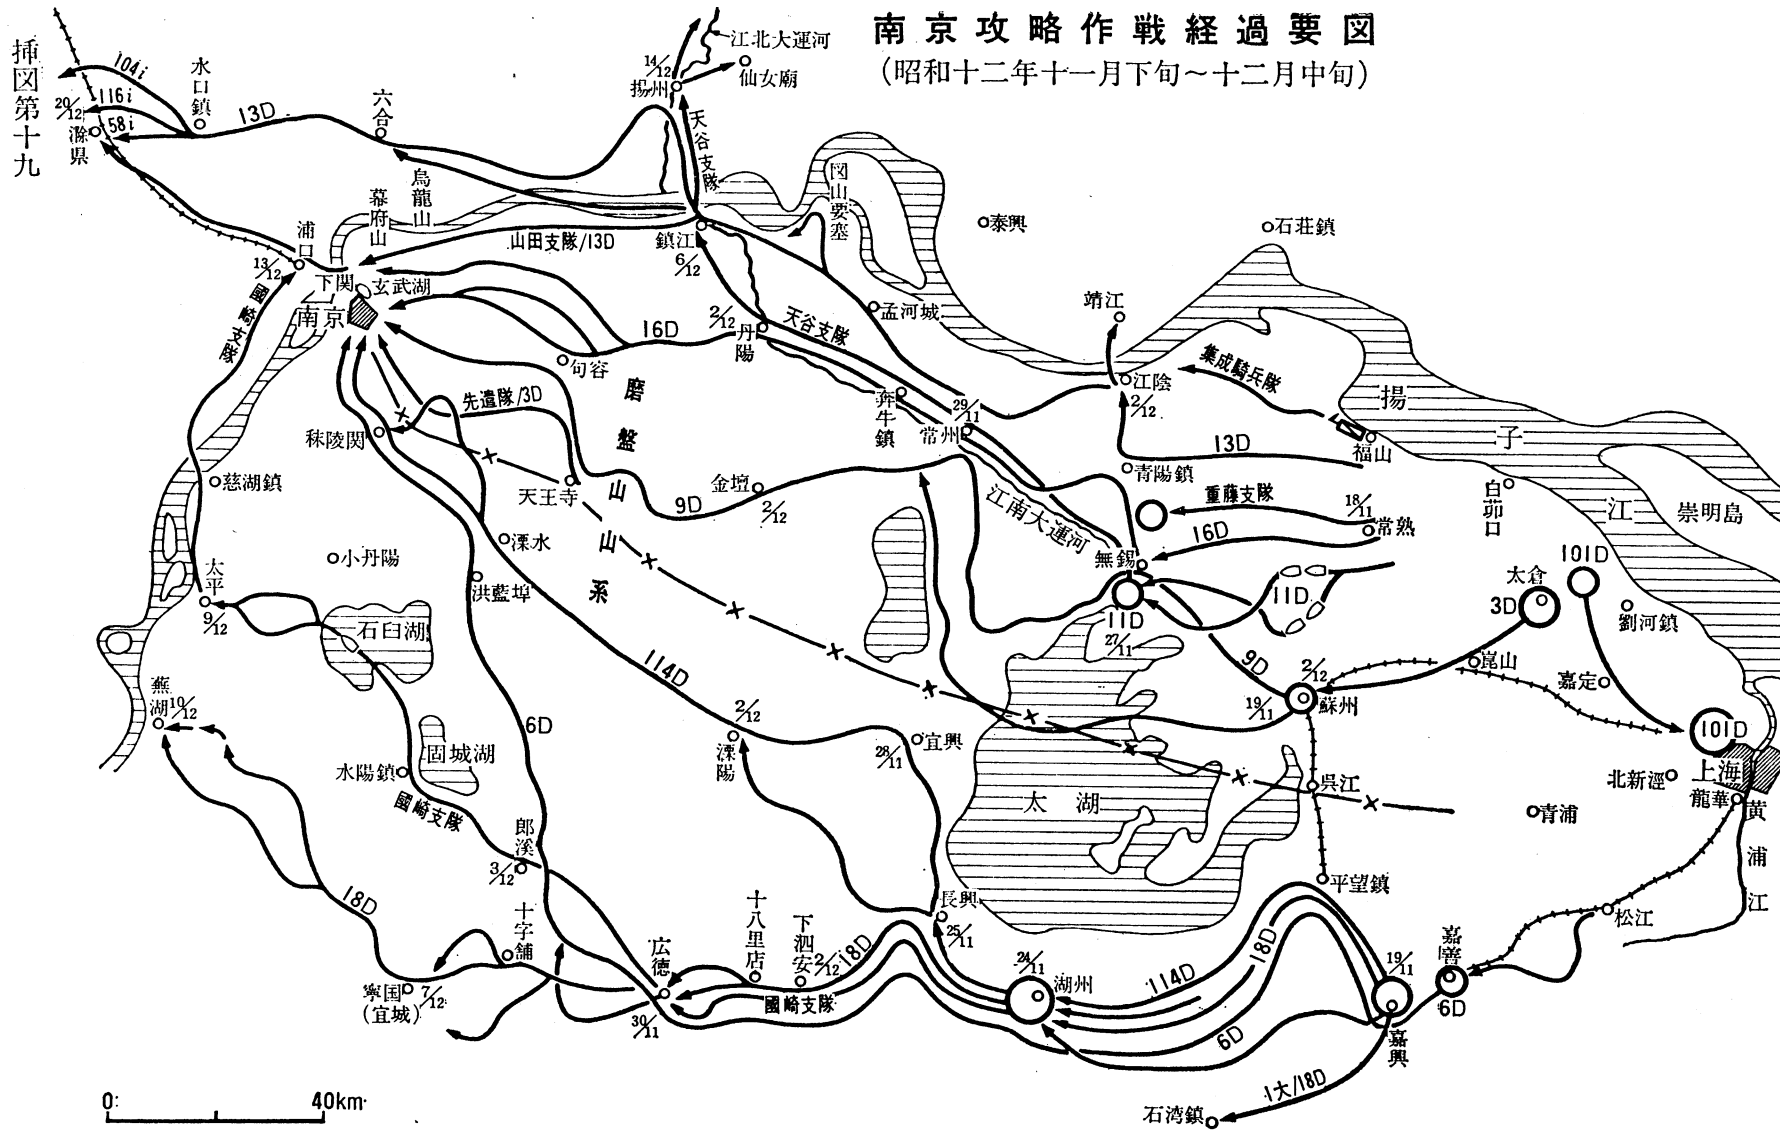 南京攻略作戦経過要図
(昭和十二年十一月下旬～十二月中旬)
挿図第十九
104i
116i
58i
20/12
滁県
水口鎮
13D
六合
14/12
揚州
江北大運河
仙女廟
天谷支隊
図山要塞
泰興
石荘鎮
烏龍山
幕府山
浦口
13/12
下関
玄武湖
南京
國崎支隊
山田支隊/13D
鎮江
6/12
孟河城
靖江
2/12
丹陽
天谷支隊
16D
句容
江陰
2/12
集成騎兵隊
揚
子
江
福山
磨盤山山系
先遣隊/3D
秣陵関
奔牛鎮
29/11
常州
13D
青陽鎮
慈湖鎮
天王寺
金壇
2/12
9D
江南大運河
重藤支隊
18/11
常熟
16D
白茆口
崇明島
小丹陽
溧水
洪藍埠
無錫
11D
27/11
11D
太倉
3D
101D
劉河鎮
太平
9/12
石臼湖
114D
9D
2/12
19/11
蘇州
崑山
嘉定
101D
上海
龍華
北新涇
黄浦江
蕪湖
10/12
固城湖
水陽鎮
6D
2/12
溧陽
28/11
宜興
太湖
呉江
青浦
國崎支隊
郎溪
3/12
平望鎮
松江
18D
十字舗
寧国
(宣城)
7/12
広徳
30/11
十八里店
下泗安
2/12
18D
國崎支隊
長興
25/11
24/11
湖州
114D
18D
6D
19/11
嘉興
嘉善
6D
1大/18D
石湾鎮
0
40km